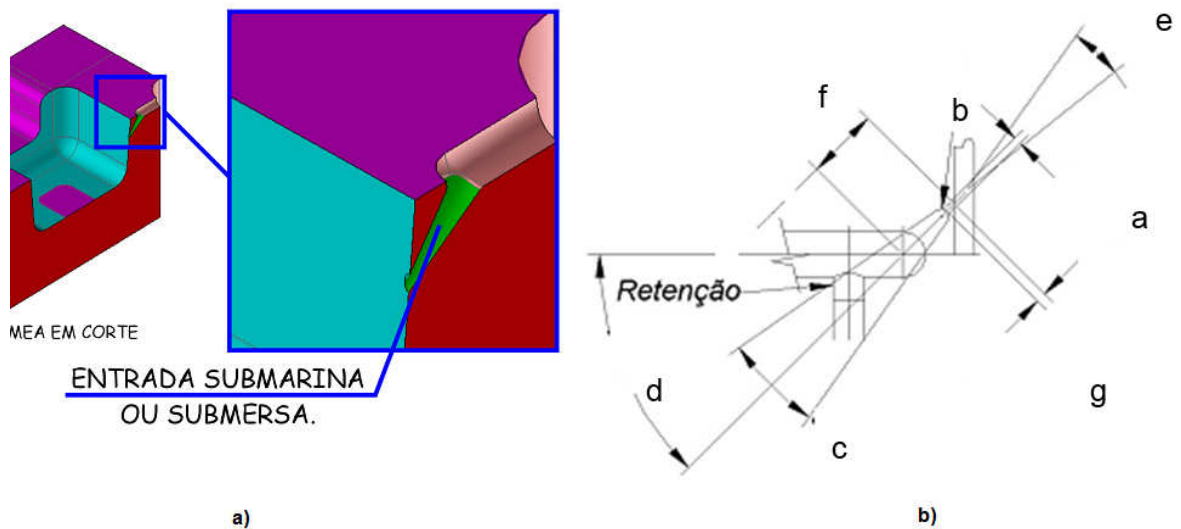 MEA EM CORTE
ENTRADA SUBMARINA
OU SUBMERSA.
a)
e
f
b
a
Retenção
d
g
c
b)